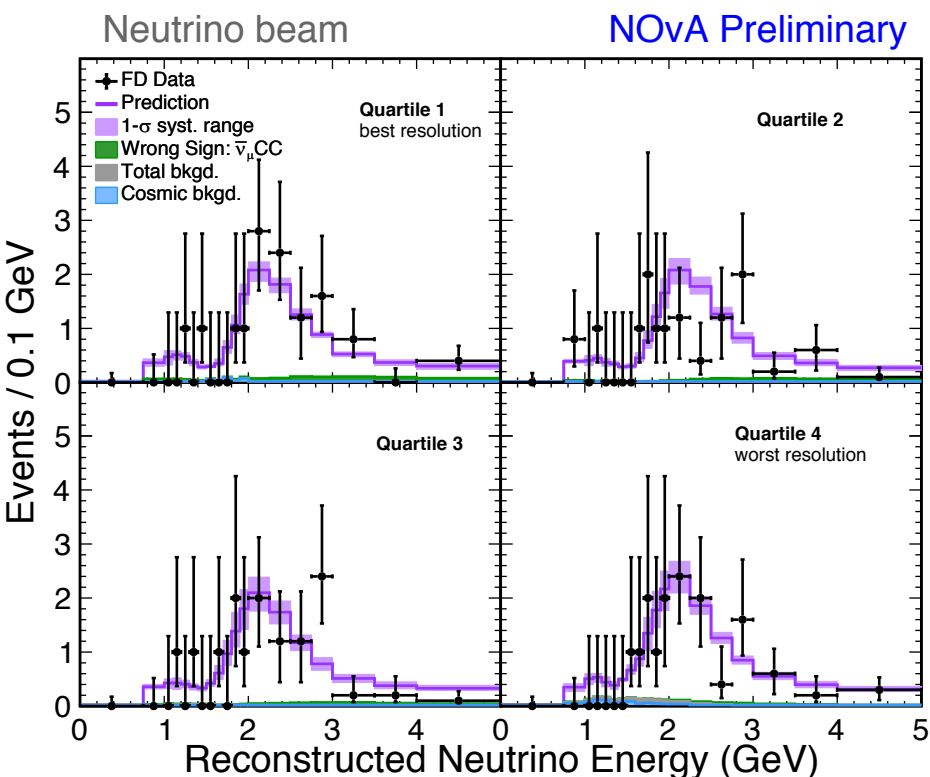 Neutrino beam
NOvA Preliminary
FD Data
Prediction
1-σ syst. range
Wrong Sign: ν̅μCC
Total bkgd.
Cosmic bkgd.
Quartile 1
best resolution
Quartile 2
5
4
3
2
1
0
Quartile 3
Quartile 4
worst resolution
5
4
3
2
1
0
0 1 2 3 4 0 1 2 3 4 5
Events / 0.1 GeV
Reconstructed Neutrino Energy (GeV)